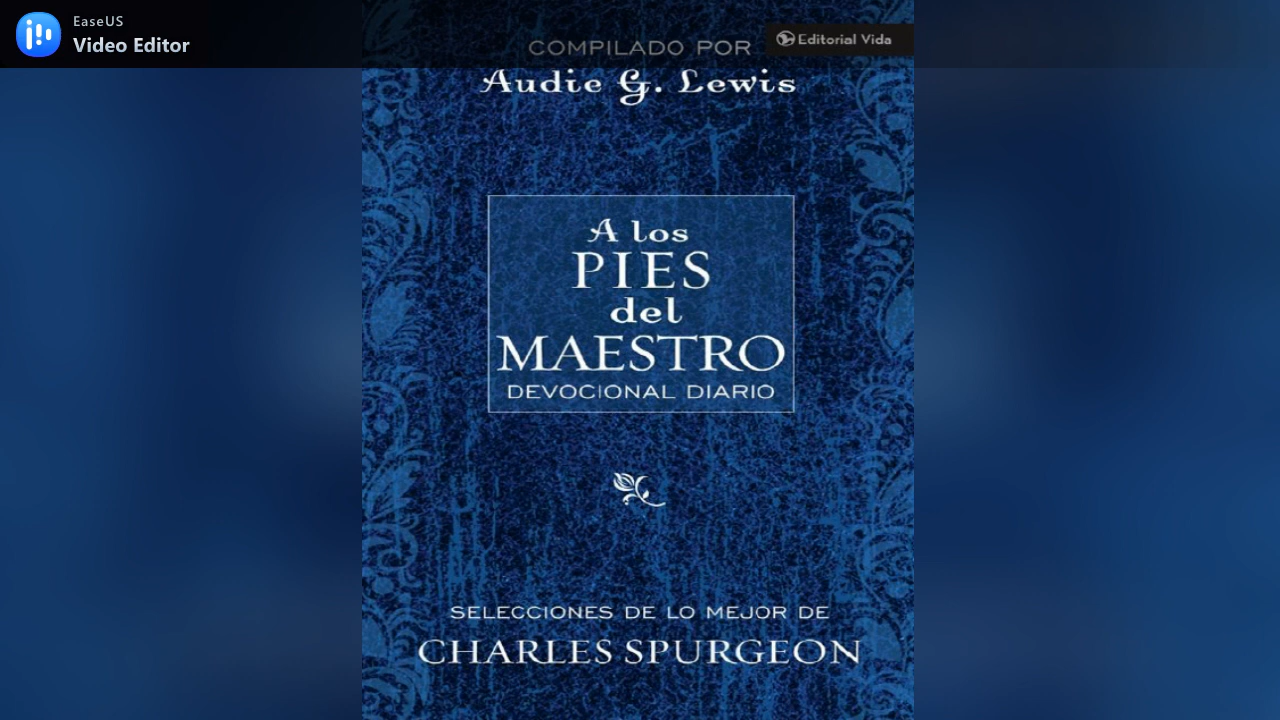 EaseUS
Video Editor
COMPILADO POR
Editorial Vida
Audie G. Lewis
A los
PIES
del
MAESTRO
DEVOCIONAL DIARIO
SELECCIONES DE LO MEJOR DE
CHARLES SPURGEON